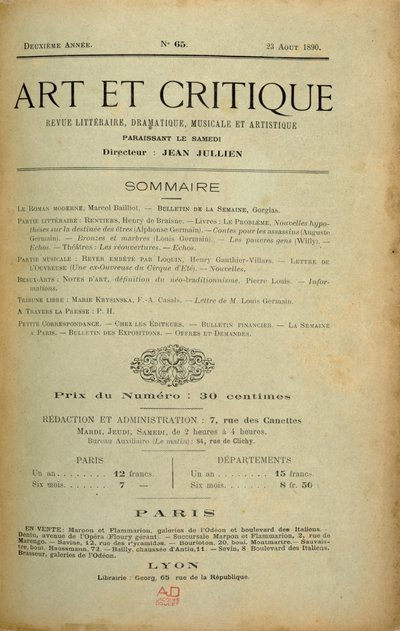 DEUXIÈME ANNÉE. N° 65. 23 AOUT 1890.
ART ET CRITIQUE
REVUE LITTÉRAIRE, DRAMATIQUE, MUSICALE ET ARTISTIQUE
PARAISSANT LE SAMEDI
Directeur : JEAN JULLIEN
SOMMAIRE
LE ROMAN MODERNE, Marcel Bailliot. — BULLETIN DE LA SEMAINE, Gorgias.
PARTIE LITTÉRAIRE : RENTIERS, Henry de Braisne. — Livres : LE PROBLÈME, Nouvelles hypo-
thèses sur la destinée des êtres (Alphonse Germain). — Contes pour les assassins (Auguste
Germain). — Bronzes et marbres (Louis Germain). — Les pauvres gens (Willy). —
Echos. — Théâtres : Les réouvertures. — Echos.
PARTIE MUSICALE : REYER EMBÊTÉ PAR LOQUIN, Henry Gauthier-Villars. — LETTRE DE
L'OUVREUSE (Une ex-Ouvreuse du Cirque d'Eté). — Nouvelles.
BEAUX-ARTS : NOTES D'ART, définition du néo-traditionnisme, Pierre Louis. — Infor-
mations.
TRIBUNE LIBRE : MARIE KRYSINSKA, F.-A. Casals. — Lettre de M. Louis Germain.
A TRAVERS LA PRESSE : P. H.
PETITE CORRESPONDANCE. — CHEZ LES ÉDITEURS. — BULLETIN FINANCIER. — LA SEMAINE
A PARIS. — BULLETIN DES EXPOSITIONS. — OFFRES ET DEMANDES.
Prix du Numéro : 30 centimes
RÉDACTION ET ADMINISTRATION : 7, rue des Canettes
MARDI, JEUDI, SAMEDI, de 2 heures à 4 heures.
Bureau Auxiliaire (Le matin) : 84, rue de Clichy.
PARIS
Un an........ 12 francs.
Six mois....... 7 —
DÉPARTEMENTS
Un an........ 15 francs.
Six mois....... 8 fr. 50
PARIS
EN VENTE: Marpon et Flammarion, galeries de l'Odéon et boulevard des Italiens. —
Dentu, avenue de l'Opéra (Floury gérant). — Succursale Marpon et Flammarion, 2, rue de
Marengo. — Savine, 12, rue des Pyramides. — Bourloton, 20, boul. Montmartre. — Sauvai-
tre, boul. Haussmann, 72. — Bailly, chaussée d'Antin, 11. — Sevin, 8 Boulevard des Italiens.
Brasseur, galeries de l'Odéon.
LYON
Librairie : Georg, 65 rue de la République.
AD
JACQUES
DOUCET